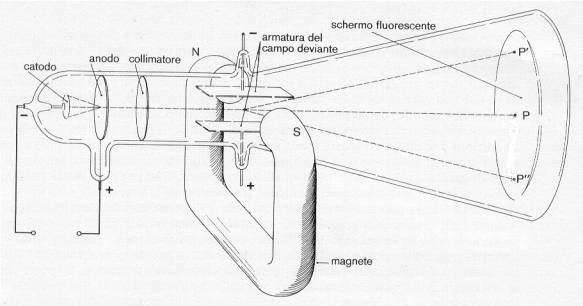 catodo
anodo
collimatore
N
armatura del
campo deviante
schermo fluorescente
P'
P
P"
S
magnete
-
+
-
+